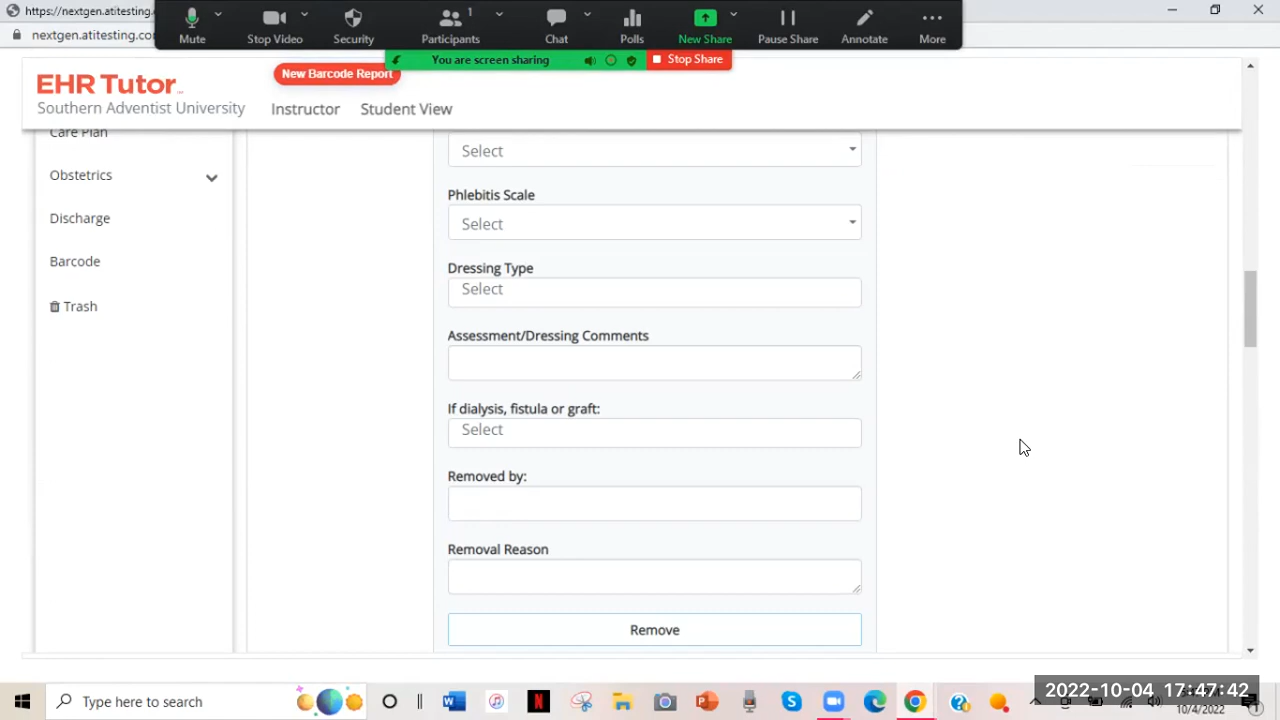 nextgen.atitesting.
nextgen.atitesting.co
Mute
Stop Video
Security
1
Participants
Chat
Polls
New Share
Pause Share
Annotate
More
You are screen sharing
Stop Share
EHR Tutor
Southern Adventist University
New Barcode Report
Instructor
Student View
Care Plan
Obstetrics
Discharge
Barcode
Trash
Select
Phlebitis Scale
Select
Dressing Type
Select
Assessment/Dressing Comments
If dialysis, fistula or graft:
Select
Removed by:
Removal Reason
Remove
Type here to search
2022-10-04 17:47:42
10/4/2022